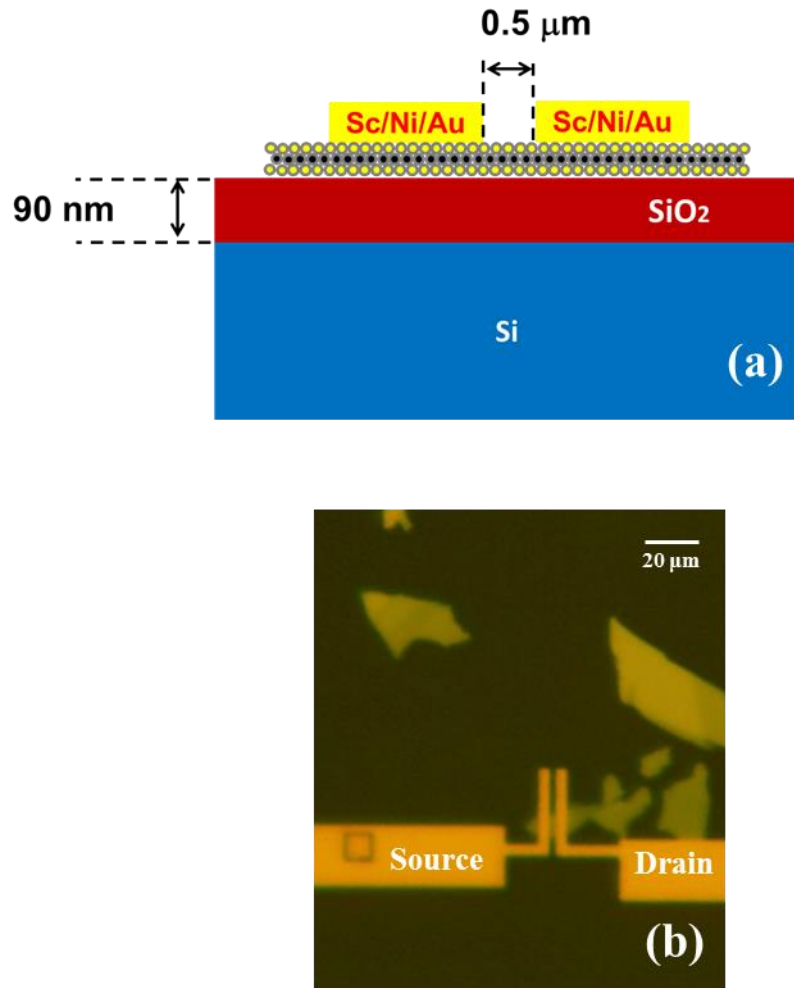 0.5 μm
Sc/Ni/Au Sc/Ni/Au
90 nm
SiO₂
Si
(a)
20 μm
Source
Drain
(b)